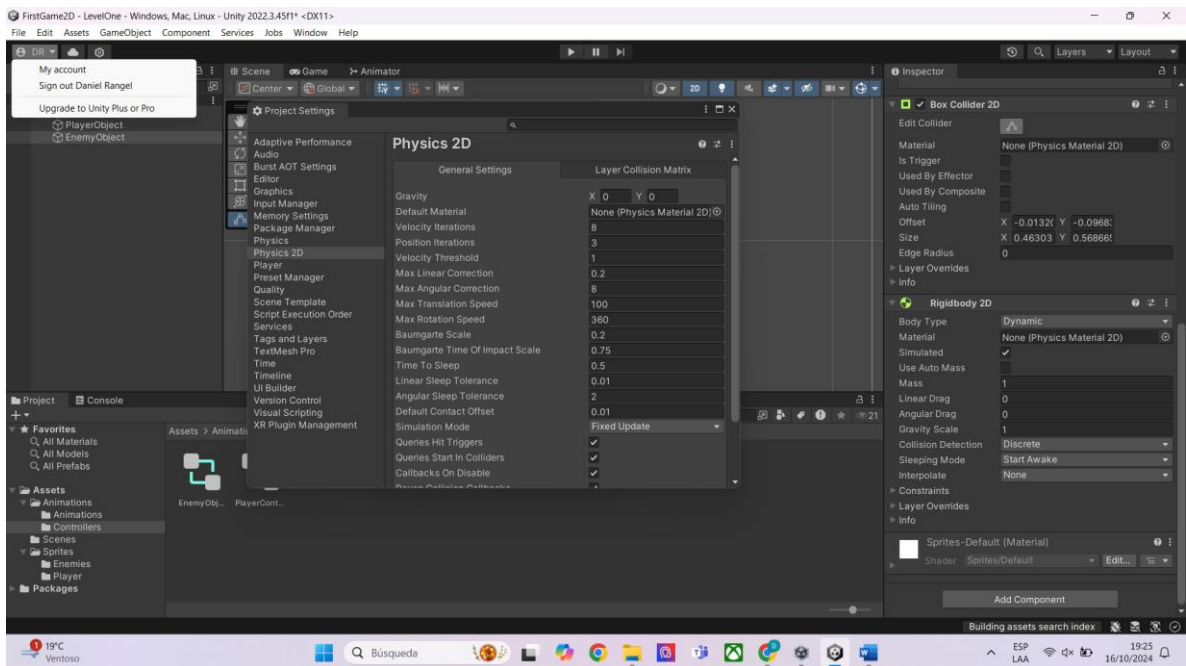 FirstGame2D - LevelOne - Windows, Mac, Linux - Unity 2022.3.45f1* <DX11>
File Edit Assets GameObject Component Services Jobs Window Help
DR
Layers
Layout
My account
Sign out Daniel Rangel
Upgrade to Unity Plus or Pro
PlayerObject
EnemyObject
Scene
Game
Animator
Center
Global
2D
Project Settings
Adaptive Performance
Audio
Burst AOT Settings
Editor
Graphics
Input Manager
Memory Settings
Package Manager
Physics
Physics 2D
Player
Preset Manager
Quality
Scene Template
Script Execution Order
Services
Tags and Layers
TextMesh Pro
Time
Timeline
UI Builder
Version Control
Visual Scripting
XR Plugin Management
Physics 2D
General Settings
Layer Collision Matrix
Gravity X 0 Y 0
Default Material None (Physics Material 2D)
Velocity Iterations 8
Position Iterations 3
Velocity Threshold 1
Max Linear Correction 0.2
Max Angular Correction 8
Max Translation Speed 100
Max Rotation Speed 360
Baumgarte Scale 0.2
Baumgarte Time Of Impact Scale 0.75
Time To Sleep 0.5
Linear Sleep Tolerance 0.01
Angular Sleep Tolerance 2
Default Contact Offset 0.01
Simulation Mode Fixed Update
Queries Hit Triggers
Queries Start In Colliders
Callbacks On Disable
Inspector
Box Collider 2D
Edit Collider
Material None (Physics Material 2D)
Is Trigger
Used By Effector
Used By Composite
Auto Tiling
Offset X -0.0132 Y -0.0968
Size X 0.46303 Y 0.56866
Edge Radius 0
Layer Overrides
Info
Rigidbody 2D
Body Type Dynamic
Material None (Physics Material 2D)
Simulated
Use Auto Mass
Mass 1
Linear Drag 0
Angular Drag 0
Gravity Scale 1
Collision Detection Discrete
Sleeping Mode Start Awake
Interpolate None
Constraints
Layer Overrides
Info
Sprites-Default (Material)
Shader Sprites/Default Edit...
Add Component
Project
Console
21
Favorites
All Materials
All Models
All Prefabs
Assets
Animations
Animations
Controllers
Scenes
Sprites
Enemies
Player
Packages
Assets > Animati
EnemyObj...
PlayerCont...
Building assets search index
1
19°C
Ventoso
Búsqueda
ESP
LAA
19:25
16/10/2024